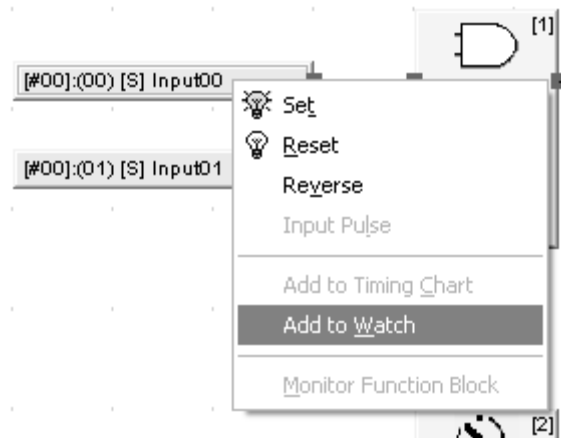 [1]
[#00]:(00) [S] Input00
Set
Reset
[#00]:(01) [S] Input01
Reverse
Input Pulse
Add to Timing Chart
Add to Watch
Monitor Function Block
[2]